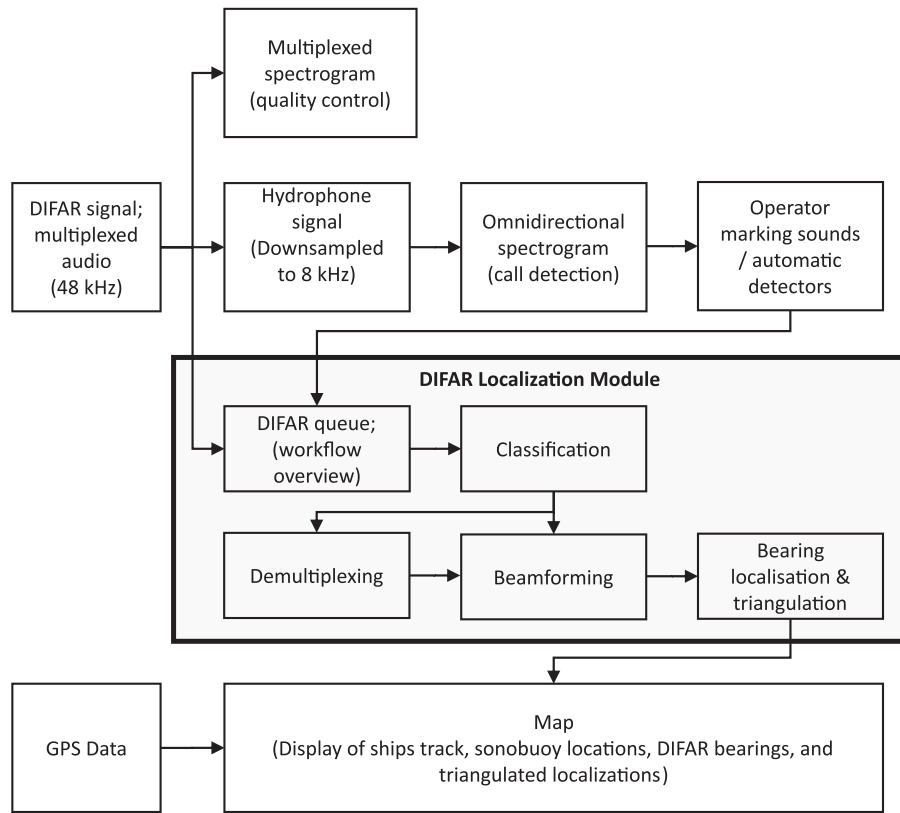 Multiplexed
spectrogram
(quality control)
DIFAR signal;
multiplexed
audio
(48 kHz)
Hydrophone
signal
(Downsampled
to 8 kHz)
Omnidirectional
spectrogram
(call detection)
Operator
marking sounds
/ automatic
detectors
DIFAR Localization Module
DIFAR queue;
(workflow
overview)
Classification
Demultiplexing
Beamforming
Bearing
localisation &
triangulation
GPS Data
Map
(Display of ships track, sonobuoy locations, DIFAR bearings, and
triangulated localizations)